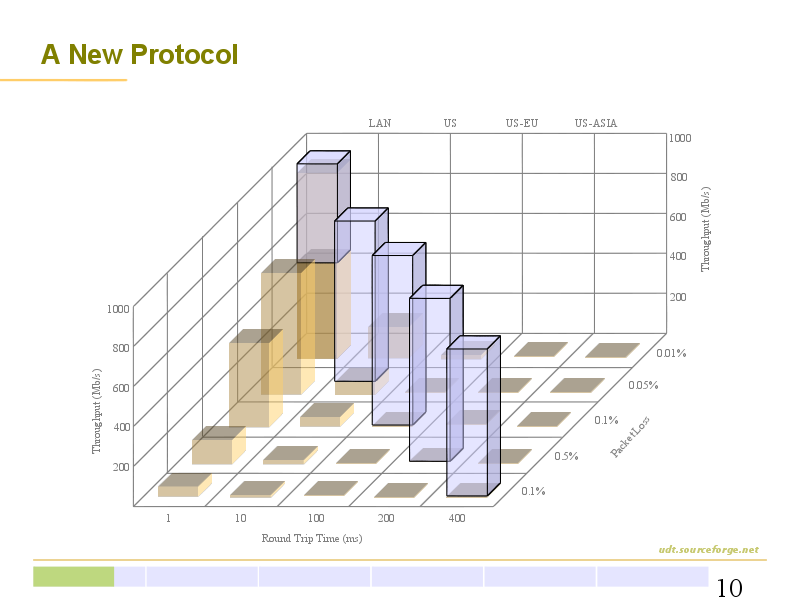 A New Protocol
LAN US US-EU US-ASIA
1000
800
600
400
200
Throughput (Mb/s)
1000
800
600
400
200
Throughput (Mb/s)
0.01%
0.05%
0.1%
0.5%
0.1%
Packet Loss
1 10 100 200 400
Round Trip Time (ms)
udt.sourceforge.net
10